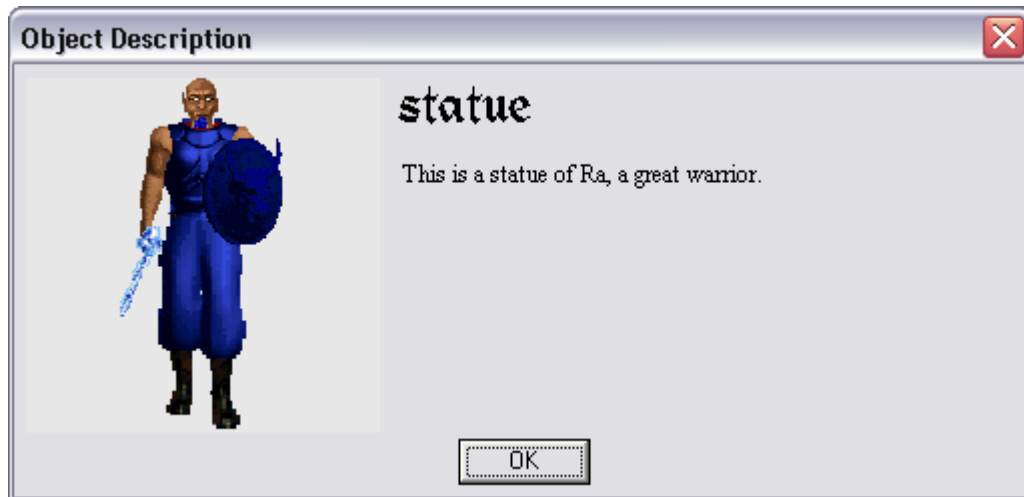 Object Description
statue
This is a statue of Ra, a great warrior.
OK